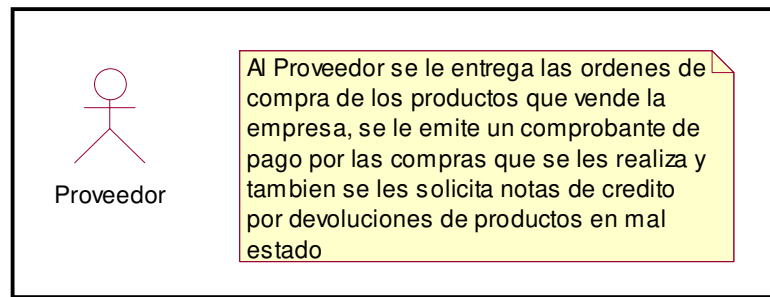 Al Proveedor se le entrega las ordenes de
compra de los productos que vende la
empresa, se le emite un comprobante de
pago por las compras que se les realiza y
tambien se les solicita notas de credito
por devoluciones de productos en mal
estado
Proveedor